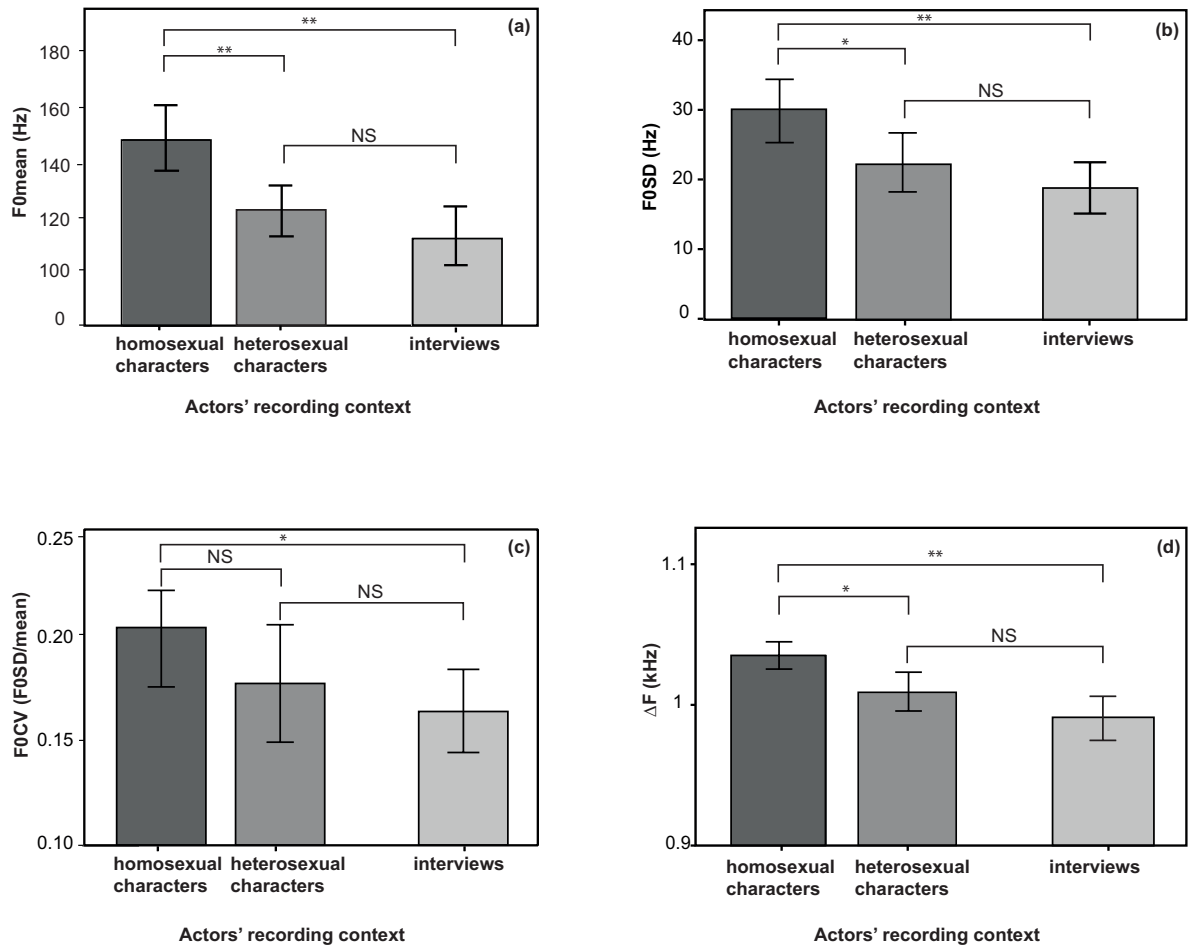 (a)
**
**
NS
F0mean (Hz)
180
160
140
120
100
0
homosexual characters
heterosexual characters
interviews
Actors’ recording context
(b)
**
*
NS
F0SD (Hz)
40
30
20
10
0
homosexual characters
heterosexual characters
interviews
Actors’ recording context
(c)
*
NS
NS
F0CV (F0SD/mean)
0.25
0.20
0.15
0.10
homosexual characters
heterosexual characters
interviews
Actors’ recording context
(d)
**
*
NS
ΔF (kHz)
1.1
1
0.9
homosexual characters
heterosexual characters
interviews
Actors’ recording context